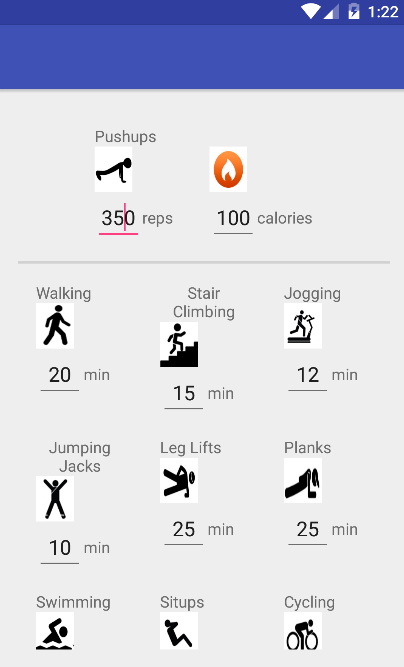 1:22
Pushups
350 reps
100 calories
Walking
Stair
Climbing
Jogging
20 min
15 min
12 min
Jumping
Jacks
Leg Lifts
Planks
10 min
25 min
25 min
Swimming
Situps
Cycling